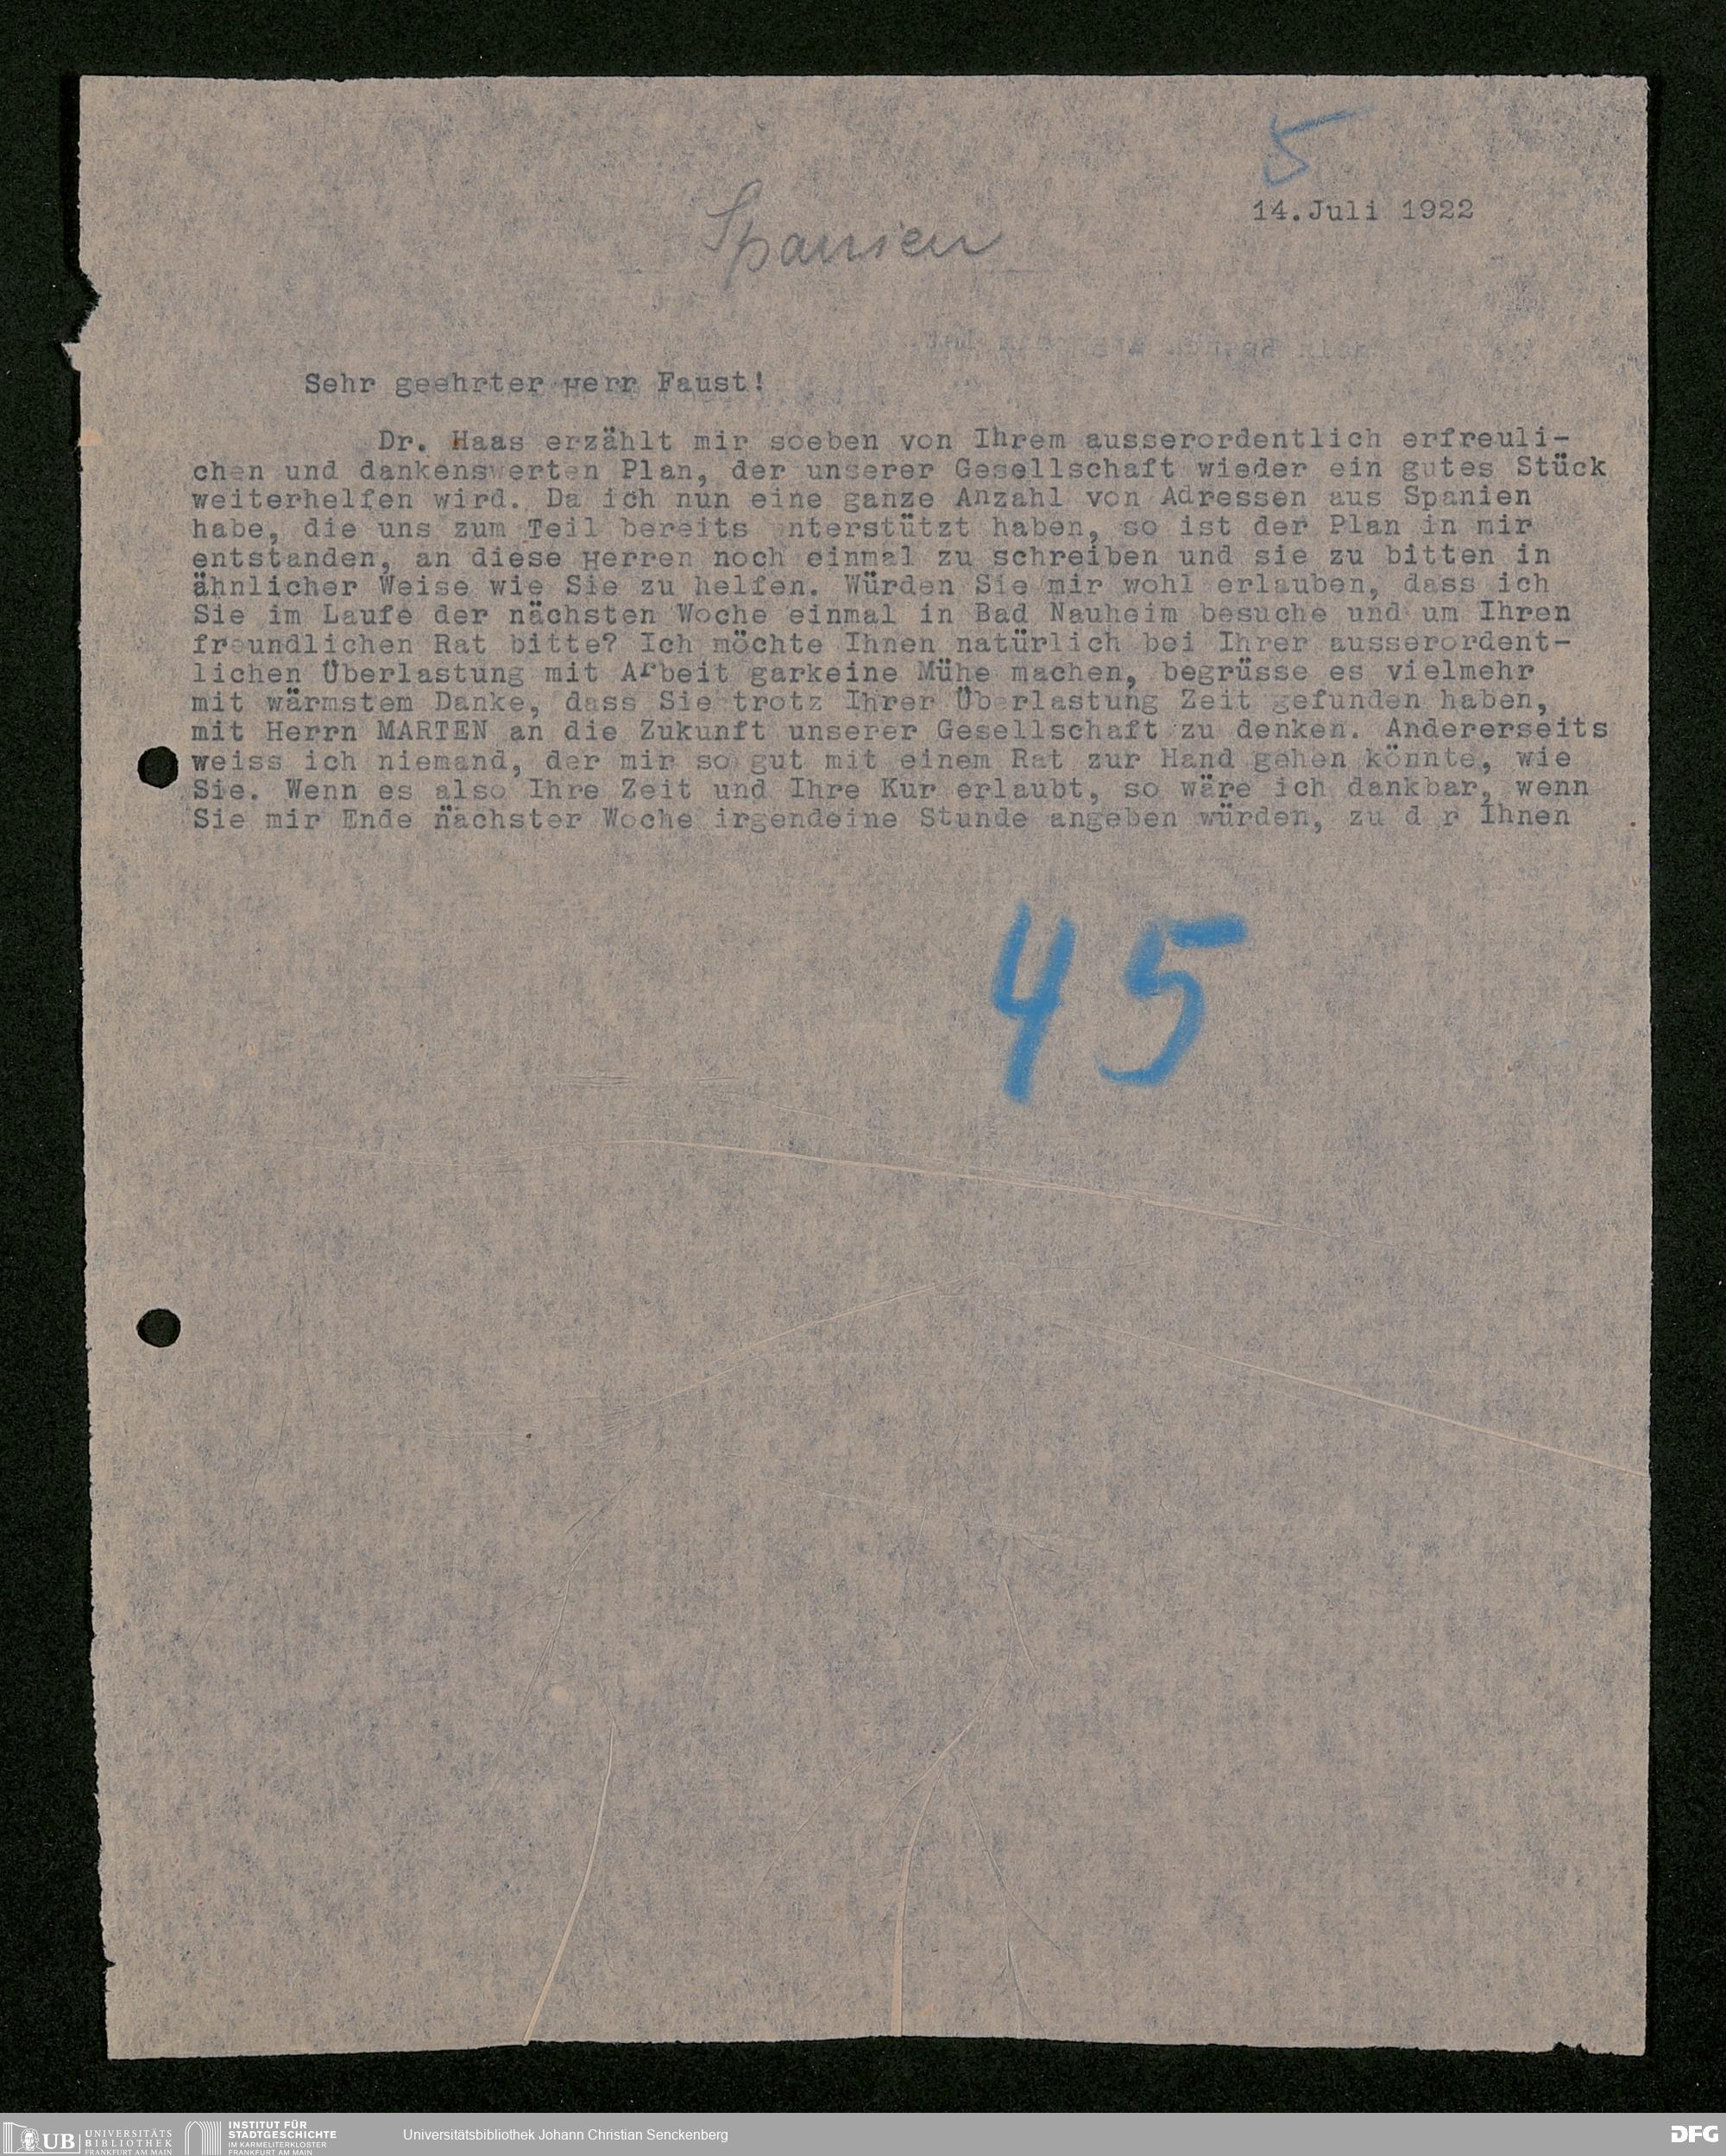 5
14.Juli 1922
Spanien
Sehr geehrter Herr Faust!
Dr. Haas erzählt mir soeben von Ihrem ausserordentlich erfreuli-
chen und dankenswerten Plan, der unserer Gesellschaft wieder ein gutes Stück
weiterhelfen wird. Da ich nun eine ganze Anzahl von Adressen aus Spanien
habe, die uns zum Teil bereits nterstützt haben, so ist der Plan in mir
entstanden, an diese Herren noch einmal zu schreiben und sie zu bitten in
ähnlicher Weise wie Sie zu helfen. Würden Sie mir wohl erlauben, dass ich
Sie im Laufe der nächsten Woche einmal in Bad Nauheim besuche und um Ihren
freundlichen Rat bitte? Ich möchte Ihnen natürlich bei Ihrer ausserordent-
lichen Überlastung mit Arbeit garkeine Mühe machen, begrüsse es vielmehr
mit wärmstem Danke, dass Sie trotz Ihrer Überlastung Zeit gefunden haben,
mit Herrn MARTEN an die Zukunft unserer Gesellschaft zu denken. Andererseits
weiss ich niemand, der mir so gut mit einem Rat zur Hand gehen könnte, wie
Sie. Wenn es also Ihre Zeit und Ihre Kur erlaubt, so wäre ich dankbar, wenn
Sie mir Ende nächster Woche irgendeine Stunde angeben würden, zu d r Ihnen
45
UB UNIVERSITÄTS BIBLIOTHEK FRANKFURT AM MAIN
INSTITUT FÜR STADTGESCHICHTE IM KARMELITERKLOSTER FRANKFURT AM MAIN
Universitätsbibliothek Johann Christian Senckenberg
DFG